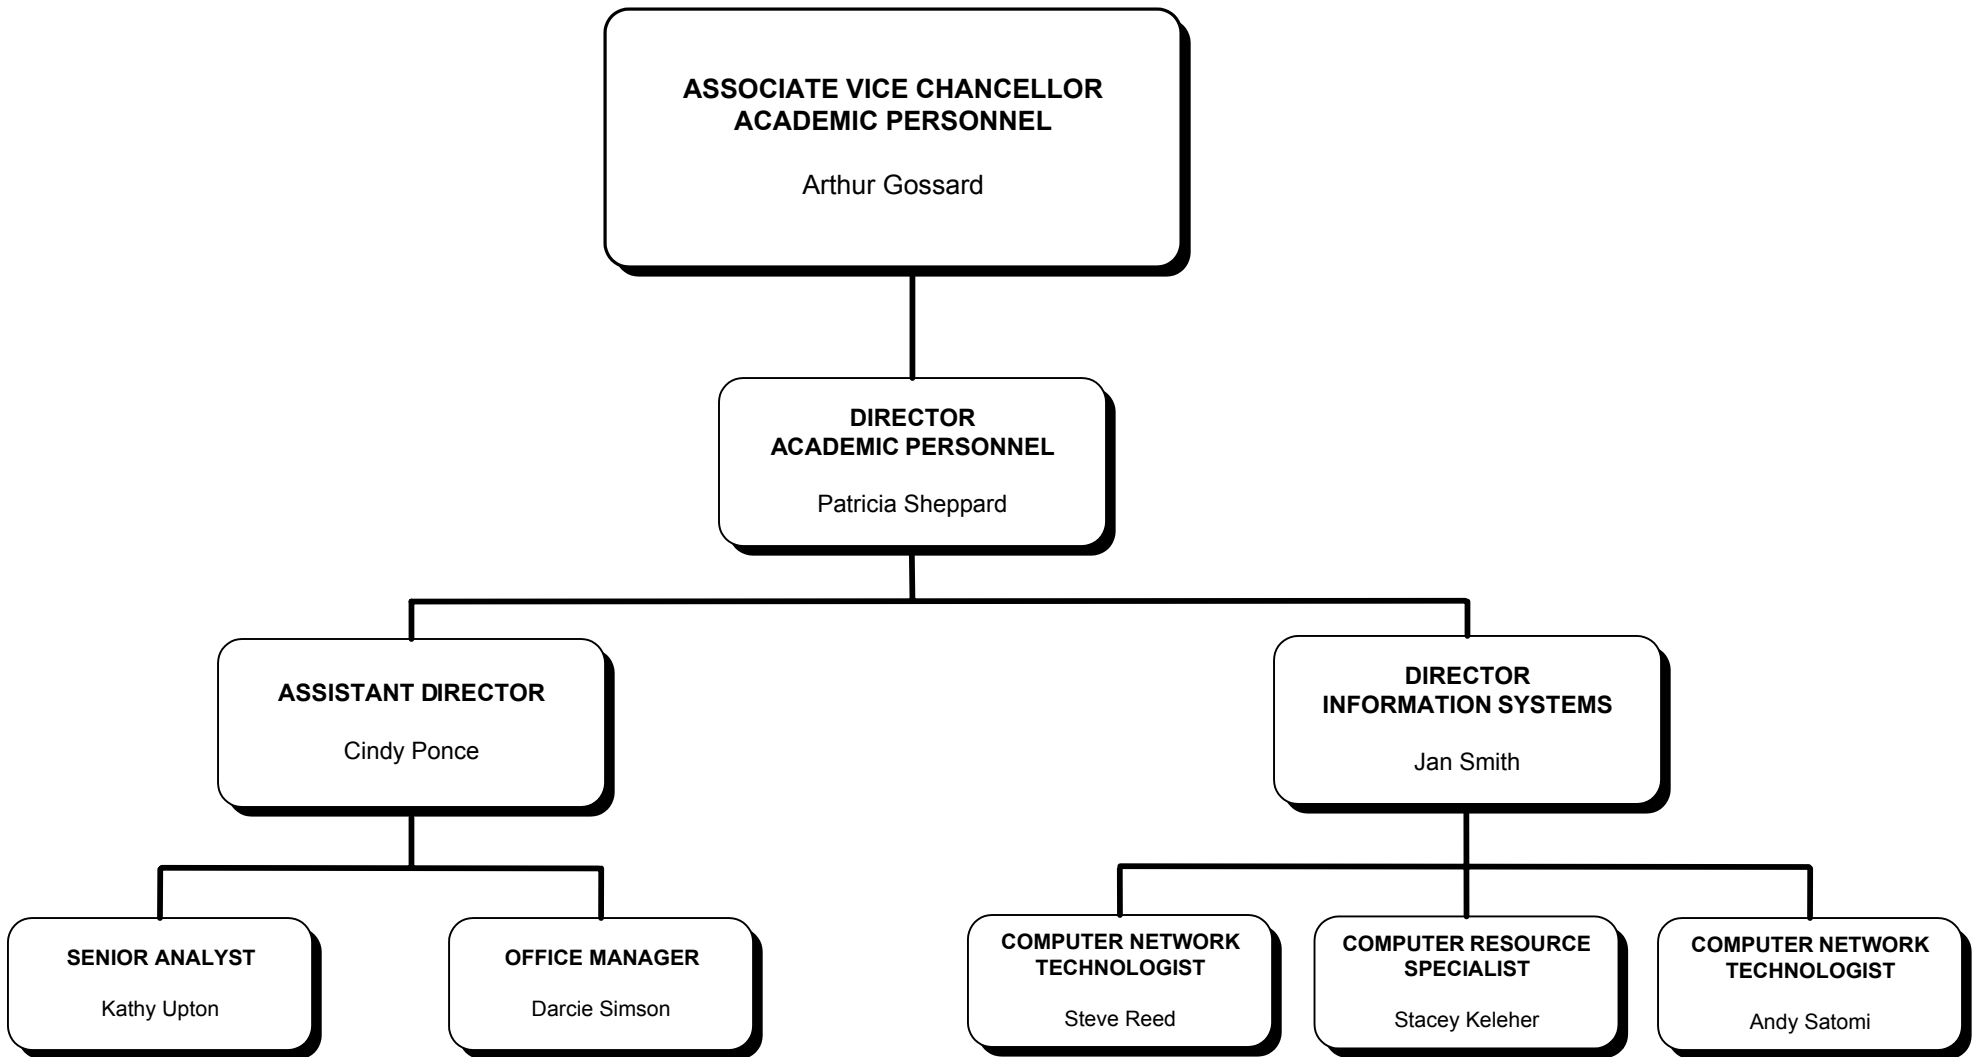 ASSOCIATE VICE CHANCELLOR
ACADEMIC PERSONNEL
Arthur Gossard
DIRECTOR
ACADEMIC PERSONNEL
Patricia Sheppard
ASSISTANT DIRECTOR
Cindy Ponce
DIRECTOR
INFORMATION SYSTEMS
Jan Smith
SENIOR ANALYST
Kathy Upton
OFFICE MANAGER
Darcie Simson
COMPUTER NETWORK
TECHNOLOGIST
Steve Reed
COMPUTER RESOURCE
SPECIALIST
Stacey Keleher
COMPUTER NETWORK
TECHNOLOGIST
Andy Satomi